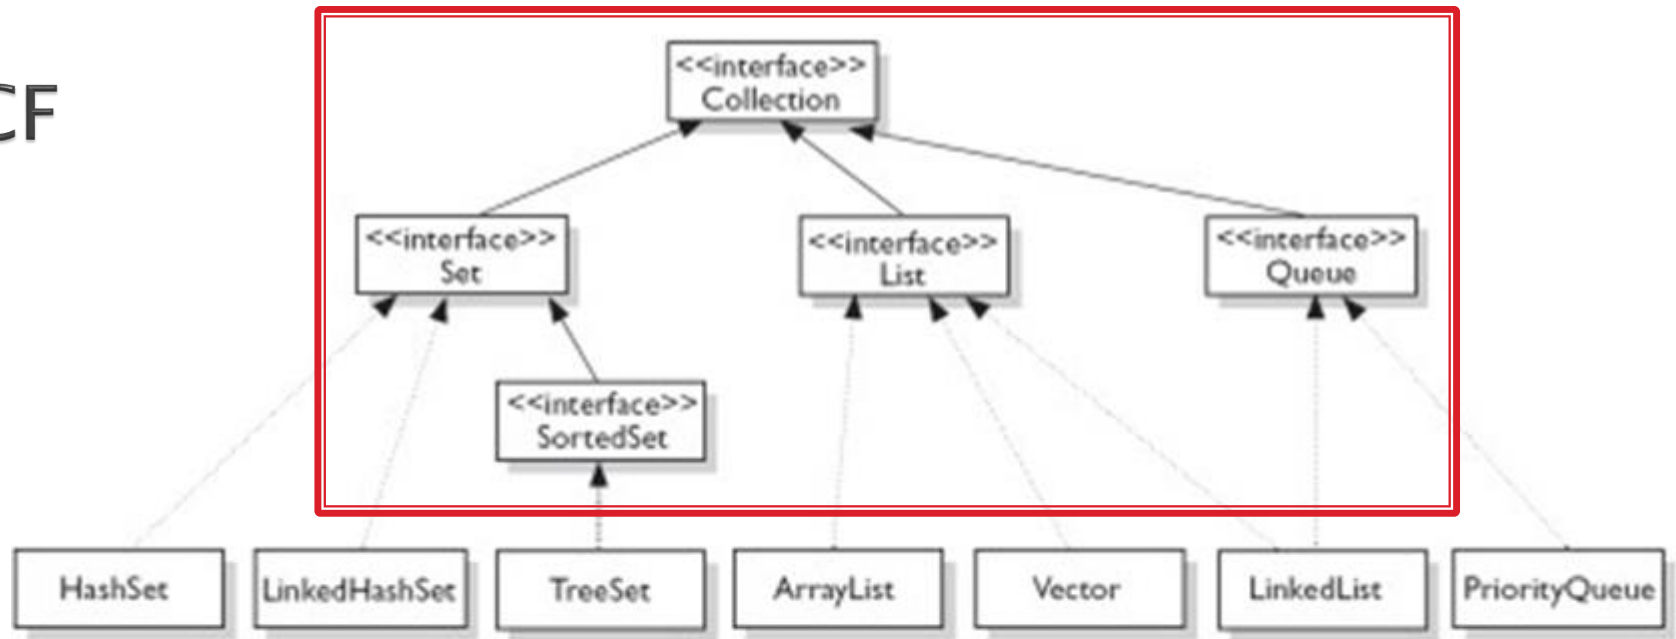 CF
<<interface>>
Collection
<<interface>>
Set
<<interface>>
List
<<interface>>
Queue
<<interface>>
SortedSet
HashSet
LinkedHashSet
TreeSet
ArrayList
Vector
LinkedList
PriorityQueue